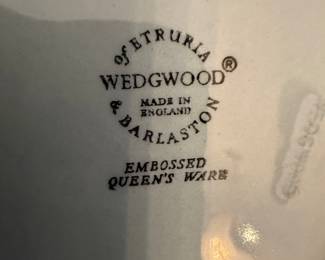 of ETRURIA
WEDGWOOD®
MADE IN
ENGLAND
& BARLASTON
EMBOSSED
QUEEN'S WARE